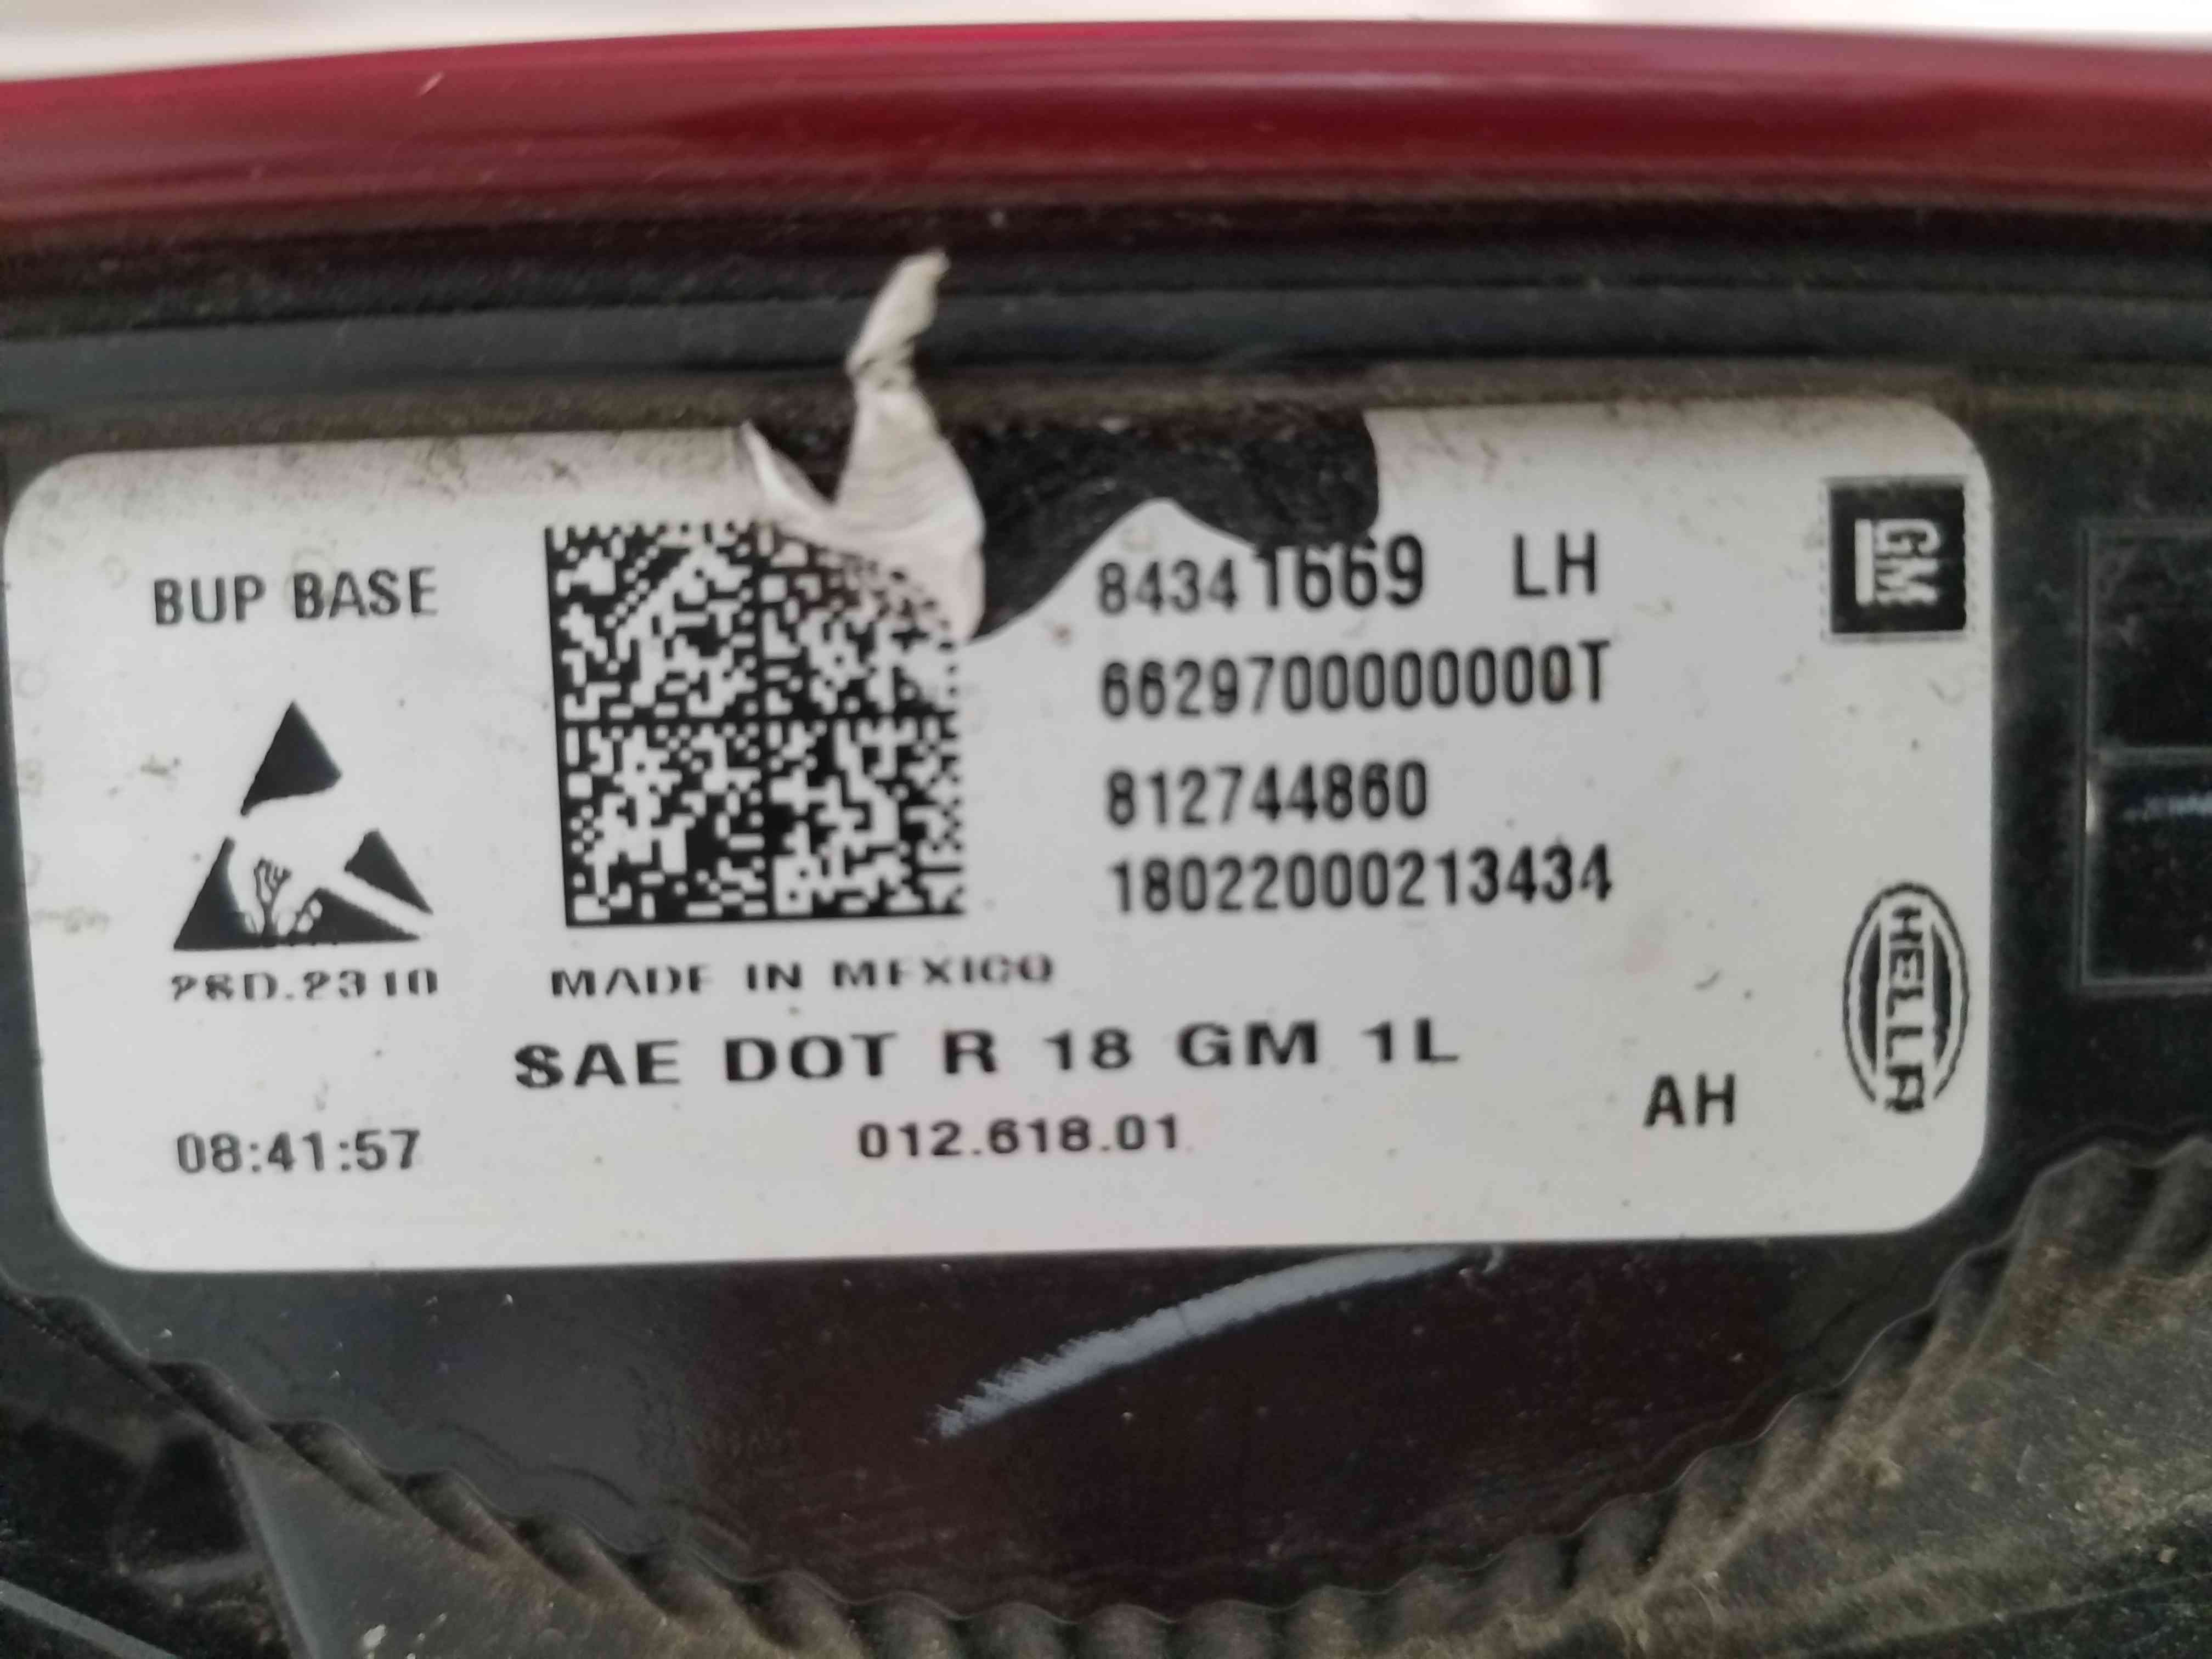 BUP BASE
84341669 LH
GM
6629700000000T
812744860
18022000213434
28D.2310
MADE IN MEXICO
SAE DOT R 18 GM 1L
HELLA
AH
08:41:57
012.618.01